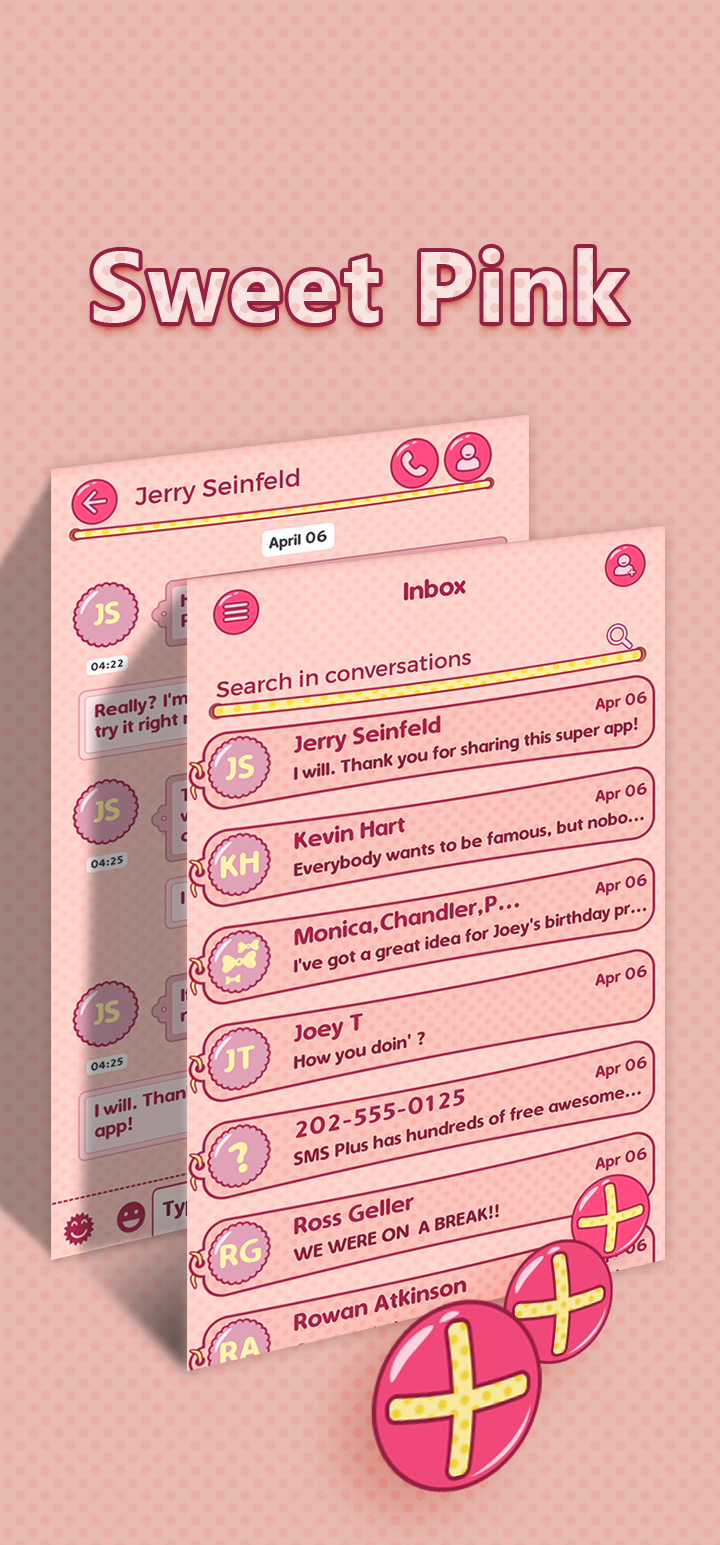 Sweet Pink
Jerry Seinfeld
April 06
JS
04:22
Really? I'm
try it right
JS
04:25
JS
04:25
I will. Than
app!
Inbox
Search in conversations
JS
Jerry Seinfeld
Apr 06
I will. Thank you for sharing this super app!
KH
Kevin Hart
Apr 06
Everybody wants to be famous, but nobo...
Monica,Chandler,P...
Apr 06
I've got a great idea for Joey's birthday pr...
JT
Joey T
Apr 06
How you doin' ?
?
202-555-0125
Apr 06
SMS Plus has hundreds of free awesome...
RG
Ross Geller
Apr 06
WE WERE ON A BREAK!!
RA
Rowan Atkinson
06